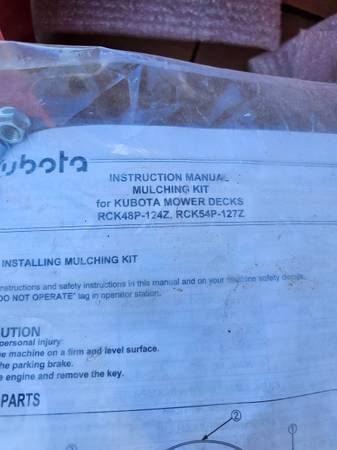 ubota
INSTRUCTION MANUAL
MULCHING KIT
for KUBOTA MOWER DECKS
RCK48P-124Z, RCK54P-127Z
INSTALLING MULCHING KIT
instructions and safety instructions in this manual and on your machine safety decals.
DO NOT OPERATE" tag in operator station.
UTION
personal injury
e machine on a firm and level surface.
he parking brake.
e engine and remove the key.
PARTS
②
①